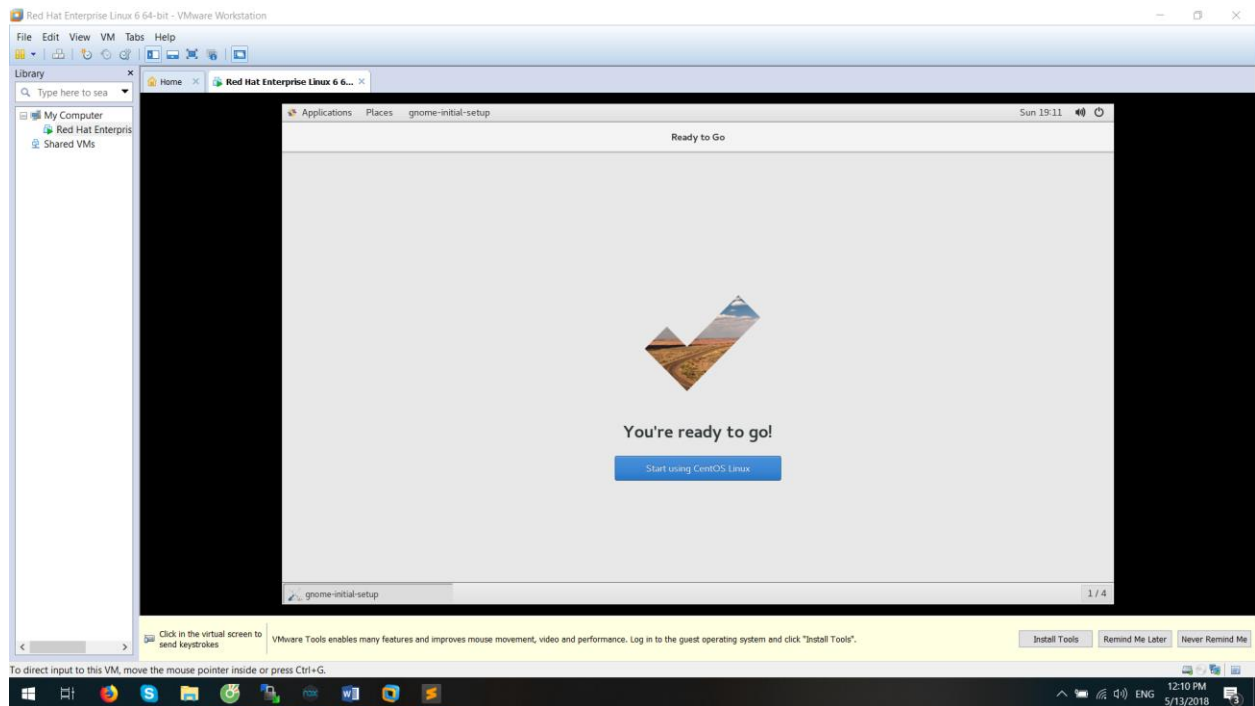 Red Hat Enterprise Linux 6 64-bit - VMware Workstation
File Edit View VM Tabs Help
Library
Type here to sea
Home
Red Hat Enterprise Linux 6 6...
My Computer
Red Hat Enterpris
Shared VMs
Applications Places gnome-initial-setup
Sun 19:11
Ready to Go
You're ready to go!
Start using CentOS Linux
gnome-initial-setup
1 / 4
Click in the virtual screen to
send keystrokes
VMware Tools enables many features and improves mouse movement, video and performance. Log in to the guest operating system and click "Install Tools".
Install Tools
Remind Me Later
Never Remind Me
To direct input to this VM, move the mouse pointer inside or press Ctrl+G.
ENG
12:10 PM
5/13/2018